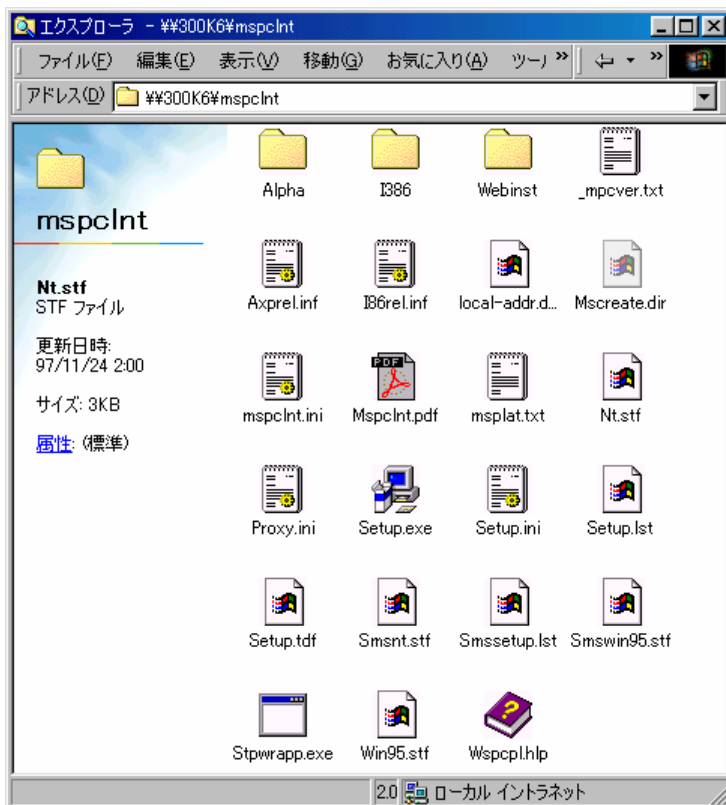 エクスプローラ - ¥¥300K6¥mspclnt
ファイル(F) 編集(E) 表示(V) 移動(G) お気に入り(A) ツール »
アドレス(D) ¥¥300K6¥mspclnt
mspclnt
Nt.stf
STF ファイル
更新日時:
97/11/24 2:00
サイズ: 3KB
属性: (標準)
Alpha I386 Webinst _mpcver.txt
Axprel.inf I86rel.inf local-addr.d... Mscreate.dir
mspclnt.ini Mspclnt.pdf msplat.txt Nt.stf
PDF
Proxy.ini Setup.exe Setup.ini Setup.lst
Setup.tdf Smsnt.stf Smssetup.lst Smswin95.stf
Stpwrapp.exe Win95.stf Wspcpl.hlp
2.0 ローカル イントラネット